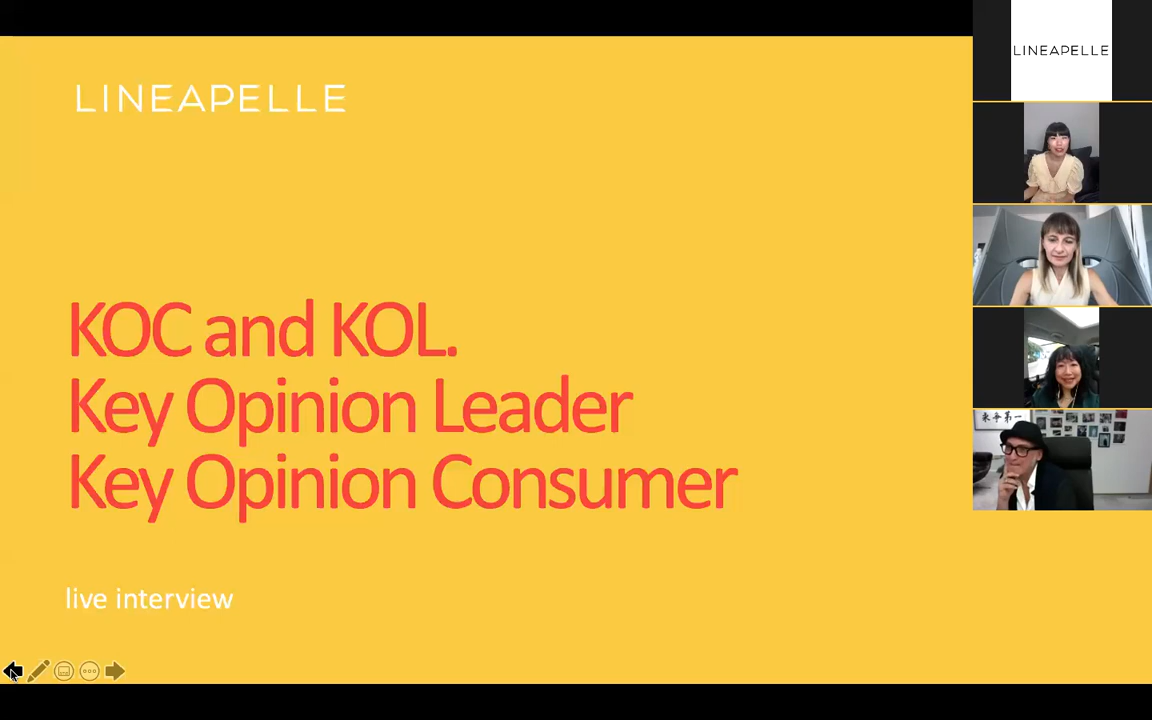 LINEAPELLE
KOC and KOL.
Key Opinion Leader
Key Opinion Consumer
live interview
LINEAPELLE